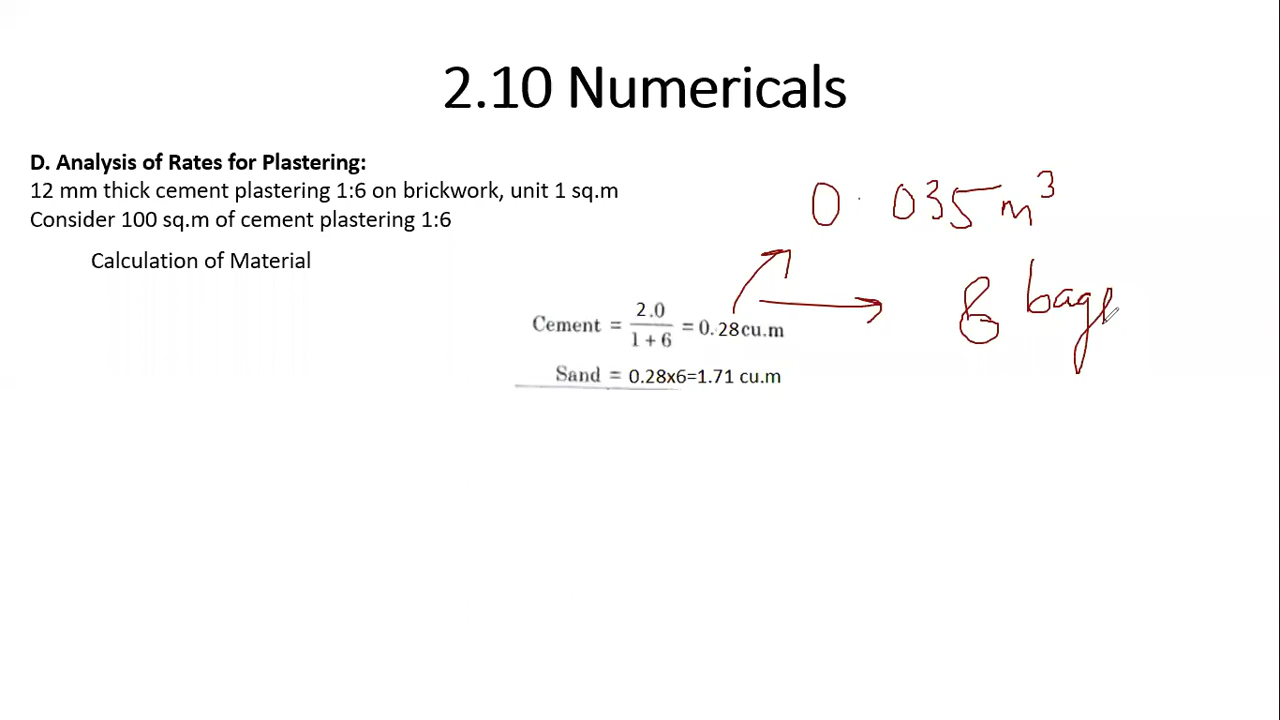 2.10 Numericals
D. Analysis of Rates for Plastering:
12 mm thick cement plastering 1:6 on brickwork, unit 1 sq.m
Consider 100 sq.m of cement plastering 1:6
Calculation of Material
0.035 m³
8 bags
Cement = 2.0 / 1 + 6 = 0.28cu.m
Sand = 0.28x6=1.71 cu.m